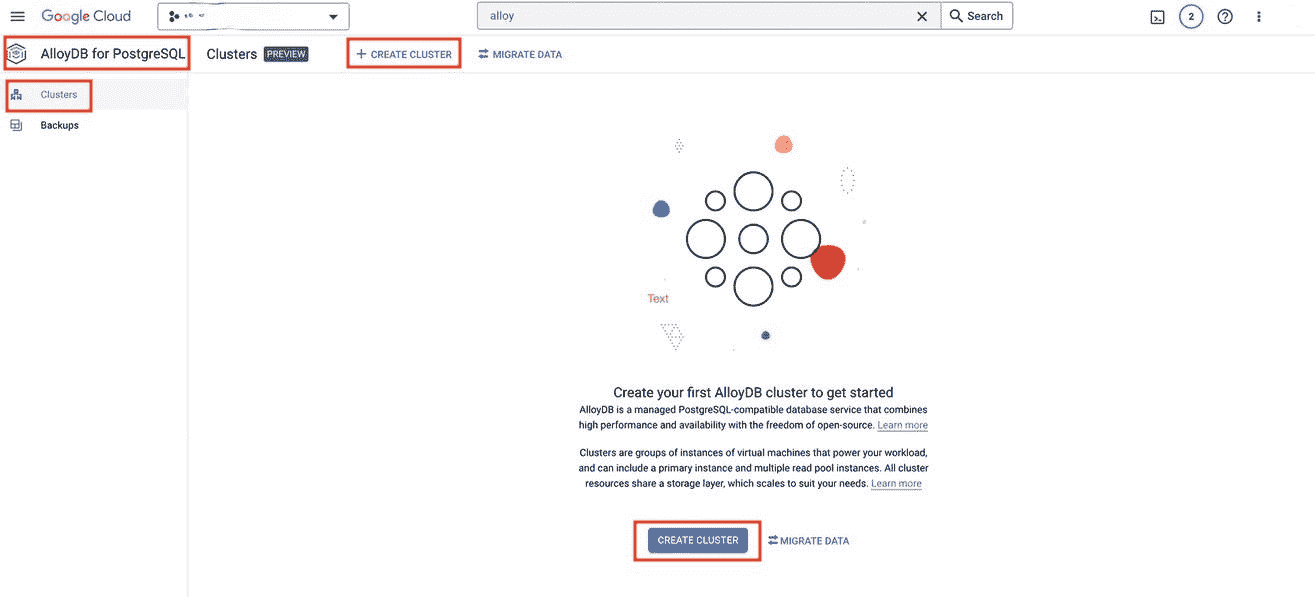 Google Cloud
alloy
Search
2
AlloyDB for PostgreSQL
Clusters PREVIEW
+ CREATE CLUSTER
MIGRATE DATA
Clusters
Backups
Text
Create your first AlloyDB cluster to get started
AlloyDB is a managed PostgreSQL-compatible database service that combines
high performance and availability with the freedom of open-source. Learn more
Clusters are groups of instances of virtual machines that power your workload,
and can include a primary instance and multiple read pool instances. All cluster
resources share a storage layer, which scales to suit your needs. Learn more
CREATE CLUSTER
MIGRATE DATA